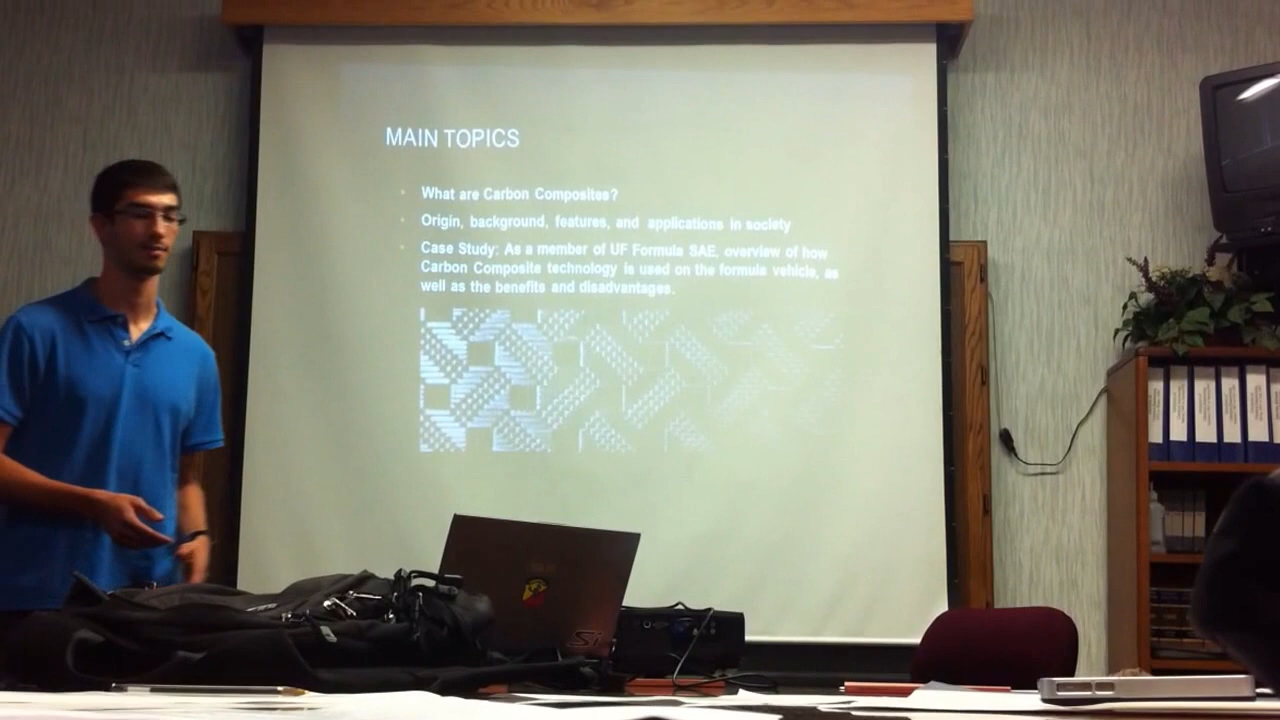 MAIN TOPICS
What are Carbon Composites?
Origin, background, features, and applications in society
Case Study: As a member of UF Formula SAE, overview of how
Carbon Composite technology is used on the formula vehicle, as
well as the benefits and disadvantages.
Si